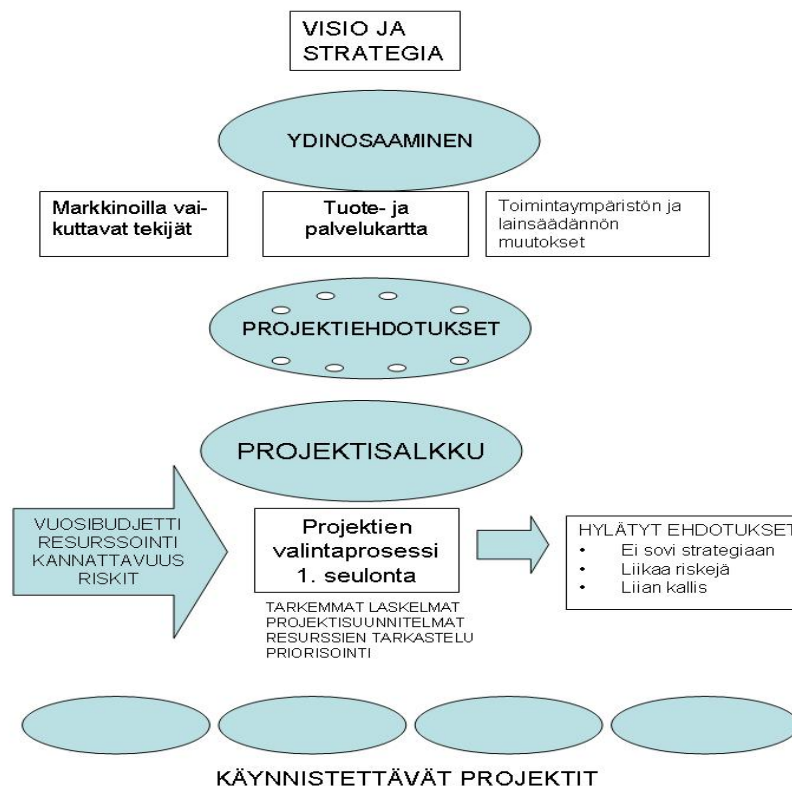 VISIO JA
STRATEGIA
YDINOSAAMINEN
Markkinoilla vai-
kuttavat tekijät
Tuote- ja
palvelukartta
Toimintaympäristön ja
lainsäädännön
muutokset
PROJEKTIEHDOTUKSET
PROJEKTISALKKU
VUOSIBUDJETTI
RESURSSOINTI
KANNATTAVUUS
RISKIT
Projektien
valintaprosessi
1. seulonta
TARKEMMAT LASKELMAT
PROJEKTISUUNNITELMAT
RESURSSIEN TARKASTELU
PRIORISOINTI
HYLÄTYT EHDOTUKSET
• Ei sovi strategiaan
• Liikaa riskejä
• Liian kallis
KÄYNNISTETTÄVÄT PROJEKTIT